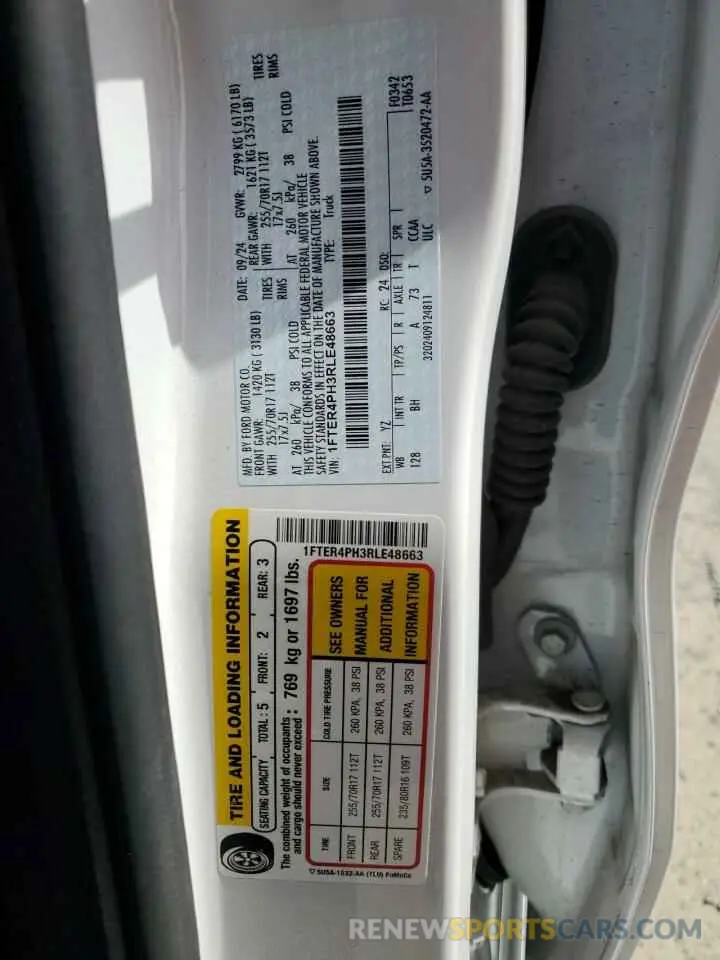 MFD. BY FORD MOTOR CO.
DATE: 09/24 GVWR: 2799 KG ( 6170 LB)
FRONT GAWR: 1420 KG ( 3130 LB) REAR GAWR: 1621 KG ( 3573 LB)
WITH 255/70R17 112T TIRES WITH 255/70R17 112T TIRES
17x7.5J RIMS 17x7.5J RIMS
AT 260 kPa/ 38 PSI COLD AT 260 kPa/ 38 PSI COLD
THIS VEHICLE CONFORMS TO ALL APPLICABLE FEDERAL MOTOR VEHICLE
SAFETY STANDARDS IN EFFECT ON THE DATE OF MANUFACTURE SHOWN ABOVE.
VIN: 1FTER4PH3RLE48663 TYPE: Truck
F0342
T0653
EXT PNT: YZ RC: 24 DSO:
WB INT TR TP/PS R AXLE TR SPR
128 BH A 73 T CCAA
ULC
3202409124811
5U5A-3520472-AA
TIRE AND LOADING INFORMATION
SEATING CAPACITY TOTAL : 5 FRONT: 2 REAR: 3
The combined weight of occupants and cargo should never exceed : 769 kg or 1697 lbs.
TIRE SIZE COLD TIRE PRESSURE
FRONT 255/70R17 112T 260 KPA, 38 PSI
REAR 255/70R17 112T 260 KPA, 38 PSI
SPARE 235/80R16 109T 260 KPA, 38 PSI
SEE OWNERS
MANUAL FOR
ADDITIONAL
INFORMATION
1FTER4PH3RLE48663
5U5A-1532-AA (TLU) FoMoCo
RENEWSPORTSCARS.COM